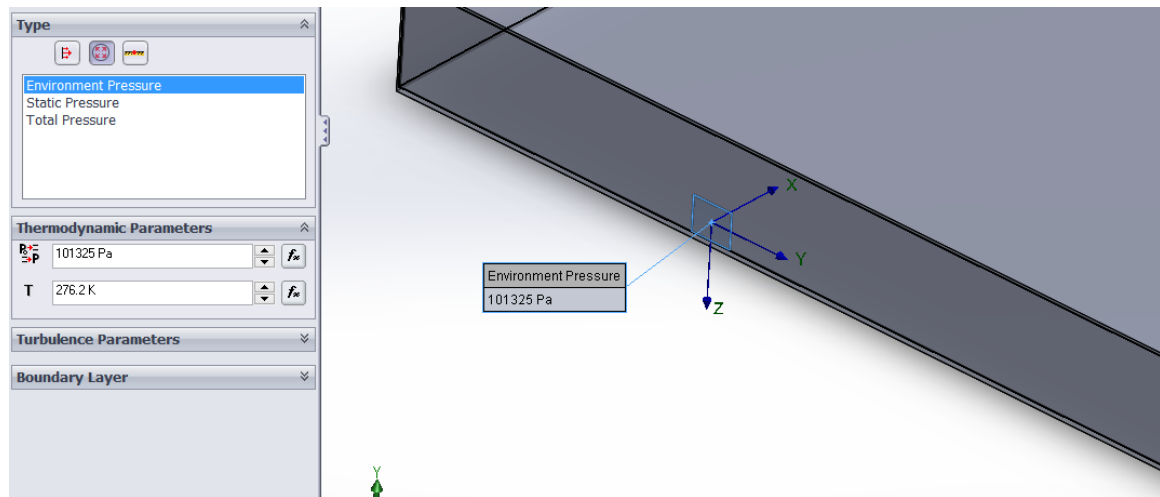 Type
Environment Pressure
Static Pressure
Total Pressure
Thermodynamic Parameters
101325 Pa
T
276.2 K
Turbulence Parameters
Boundary Layer
X
Y
Z
Environment Pressure
101325 Pa
Y